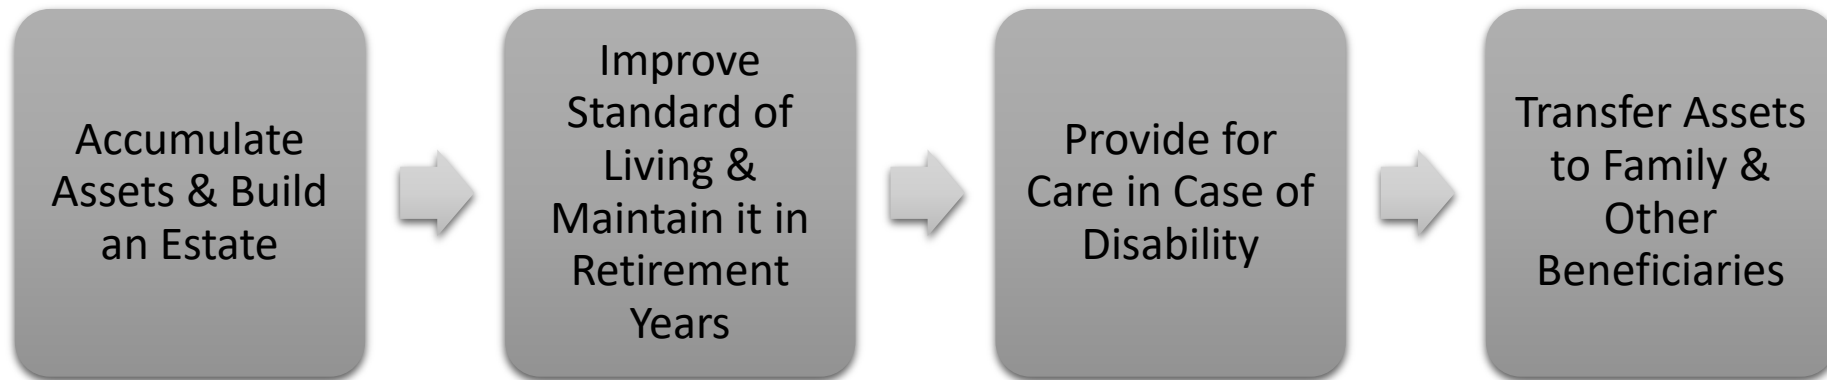 Accumulate
Assets & Build
an Estate
Improve
Standard of
Living &
Maintain it in
Retirement
Years
Provide for
Care in Case of
Disability
Transfer Assets
to Family &
Other
Beneficiaries